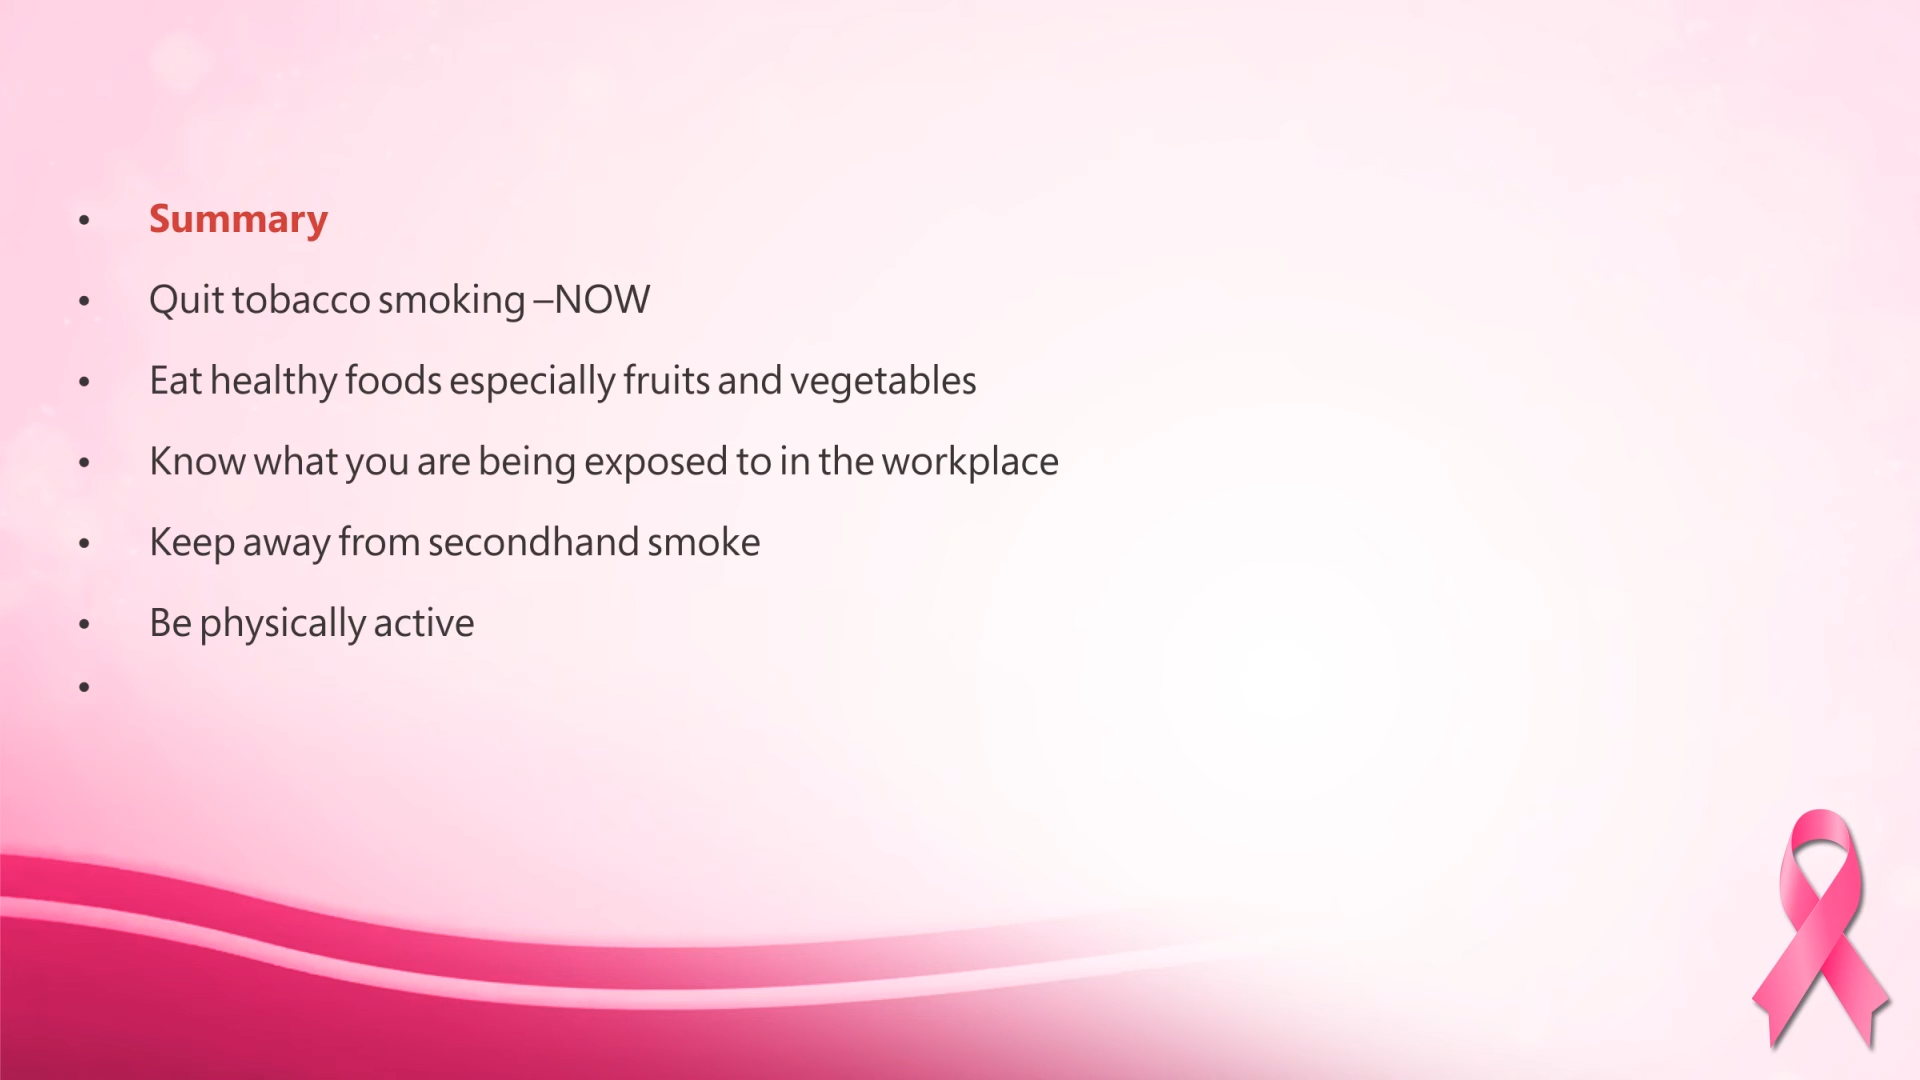 • Summary
• Quit tobacco smoking –NOW
• Eat healthy foods especially fruits and vegetables
• Know what you are being exposed to in the workplace
• Keep away from secondhand smoke
• Be physically active
•